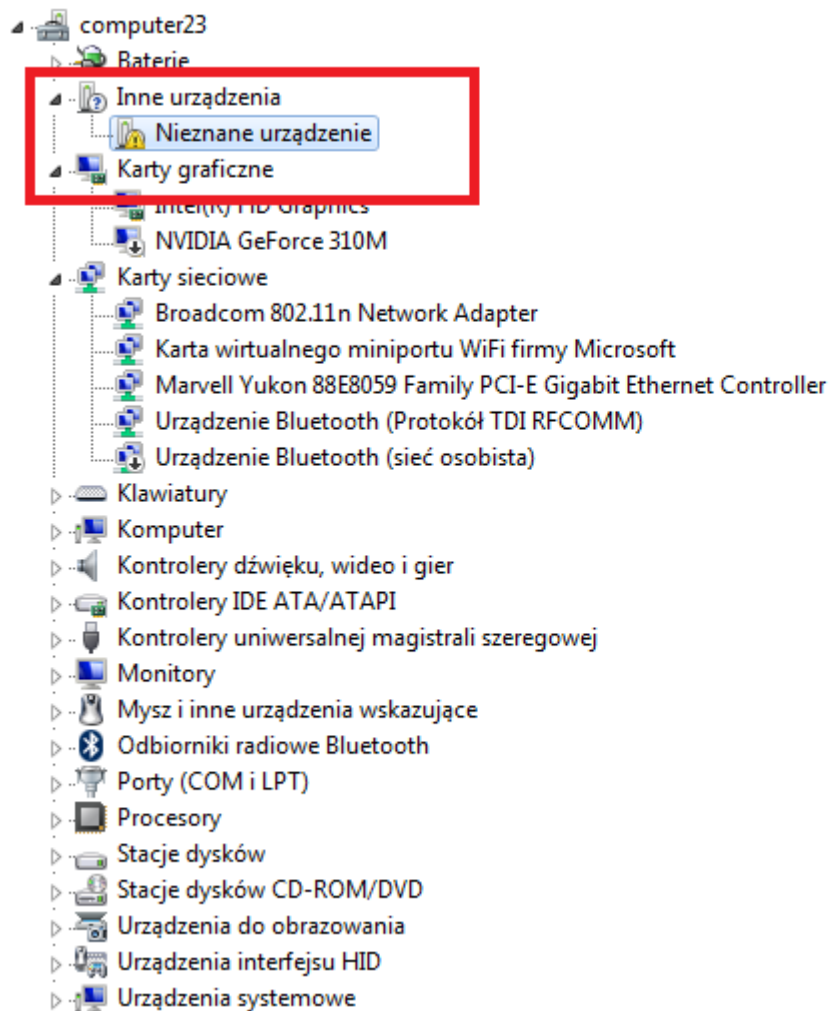 computer23
Baterie
Inne urządzenia
Nieznane urządzenie
Karty graficzne
Intel(R) HD Graphics
NVIDIA GeForce 310M
Karty sieciowe
Broadcom 802.11n Network Adapter
Karta wirtualnego miniportu WiFi firmy Microsoft
Marvell Yukon 88E8059 Family PCI-E Gigabit Ethernet Controller
Urządzenie Bluetooth (Protokół TDI RFCOMM)
Urządzenie Bluetooth (sieć osobista)
Klawiatury
Komputer
Kontrolery dźwięku, wideo i gier
Kontrolery IDE ATA/ATAPI
Kontrolery uniwersalnej magistrali szeregowej
Monitory
Mysz i inne urządzenia wskazujące
Odbiorniki radiowe Bluetooth
Porty (COM i LPT)
Procesory
Stacje dysków
Stacje dysków CD-ROM/DVD
Urządzenia do obrazowania
Urządzenia interfejsu HID
Urządzenia systemowe